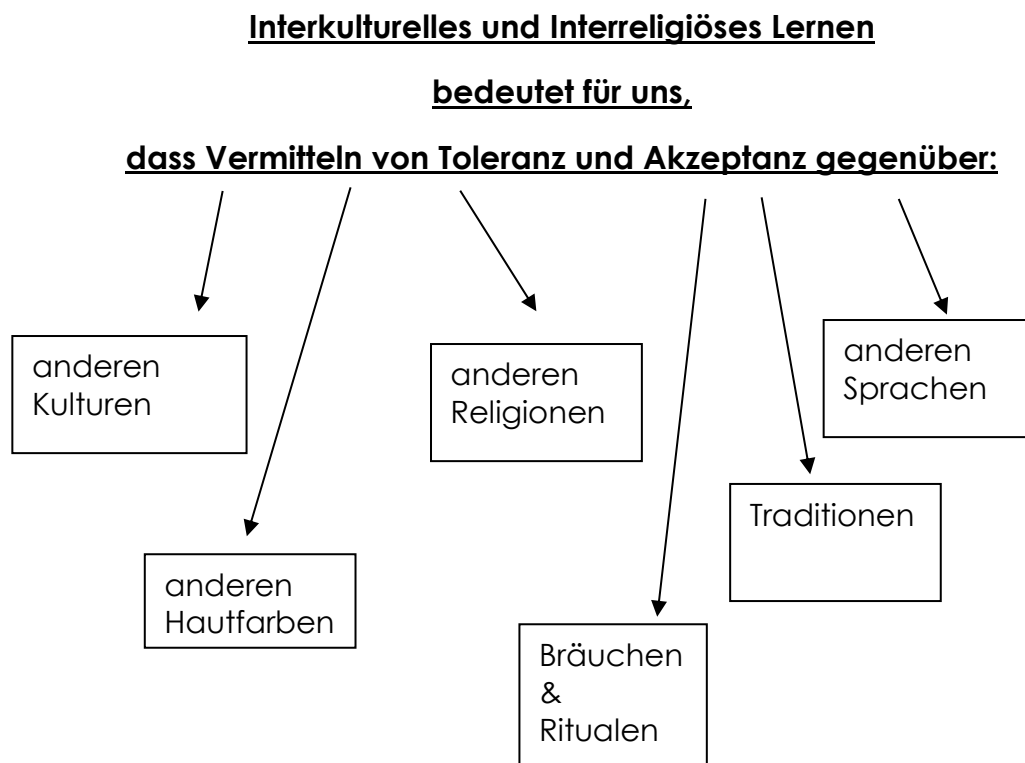 Interkulturelles und Interreligiöses Lernen
bedeutet für uns,
dass Vermitteln von Toleranz und Akzeptanz gegenüber:
anderen
Kulturen
anderen
Religionen
anderen
Sprachen
anderen
Hautfarben
Traditionen
Bräuchen
&
Ritualen